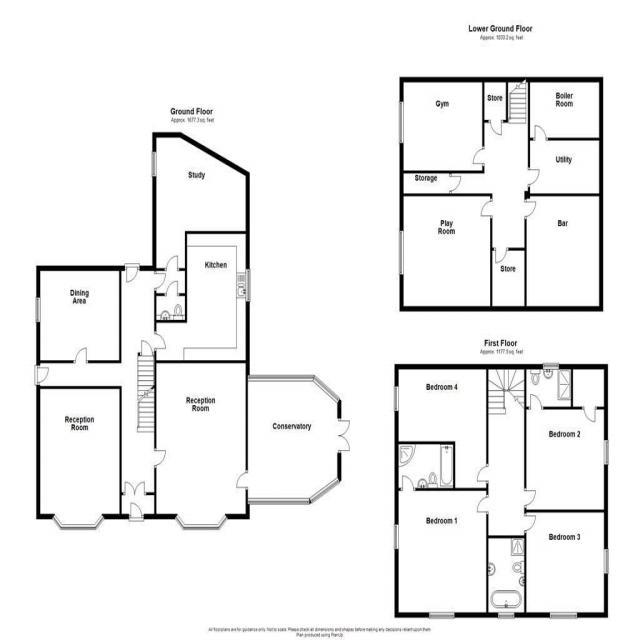 Lower Ground Floor
Approx. 1033.2 sq. feet
Gym
Store
Boiler
Room
Utility
Storage
Play
Room
Bar
Store
Ground Floor
Approx. 1677.3 sq. feet
Study
Kitchen
Dining
Area
Reception
Room
Reception
Room
Conservatory
First Floor
Approx. 1177.5 sq. feet
Bedroom 4
Bedroom 2
Bedroom 1
Bedroom 3
All floorplans are for guidance only. Not to scale. Please check all dimensions and shapes before making any decisions reliant upon them.
Plan produced using PlanUp.